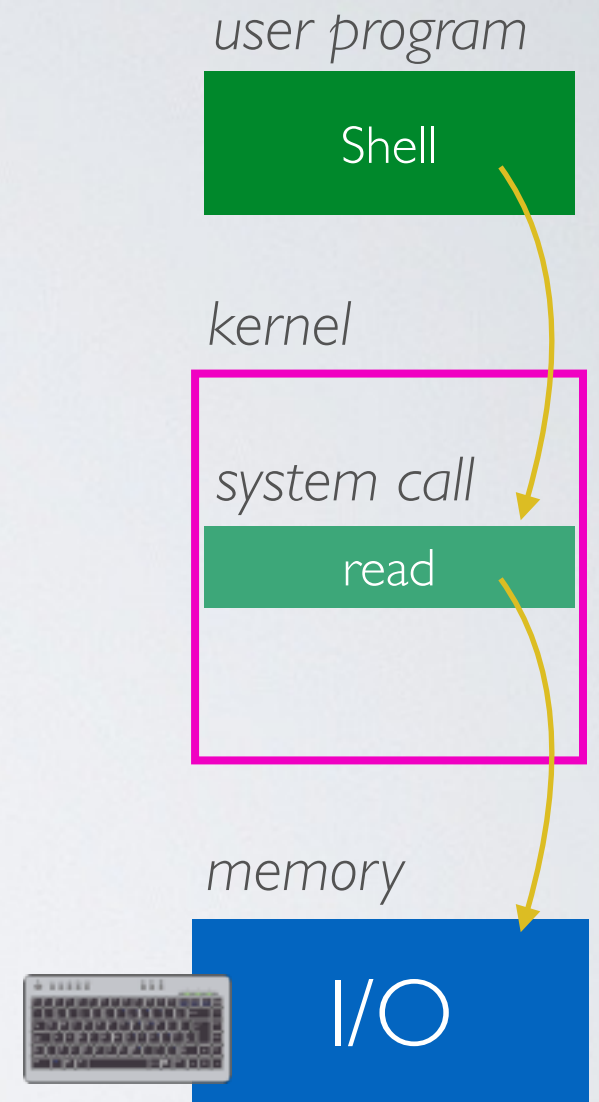 user program
Shell
kernel
system call
read
memory
I/O